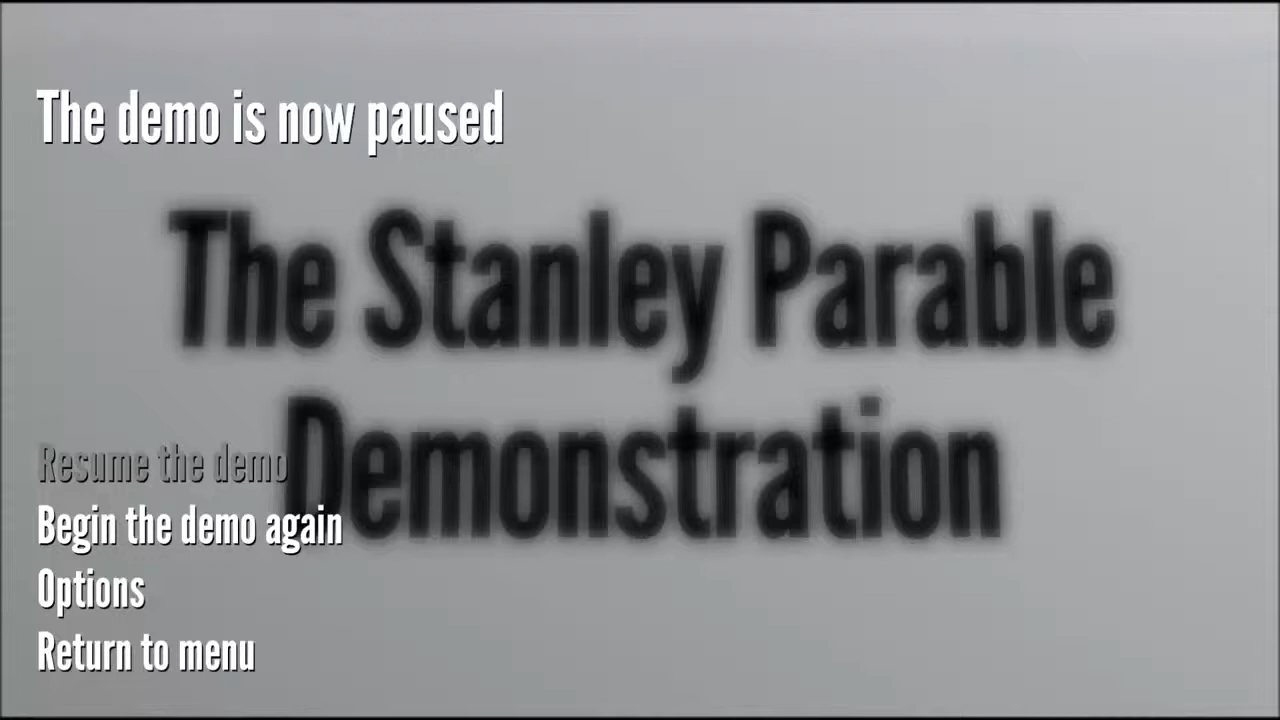 The demo is now paused
The Stanley Parable
Demonstration
Resume the demo
Begin the demo again
Options
Return to menu